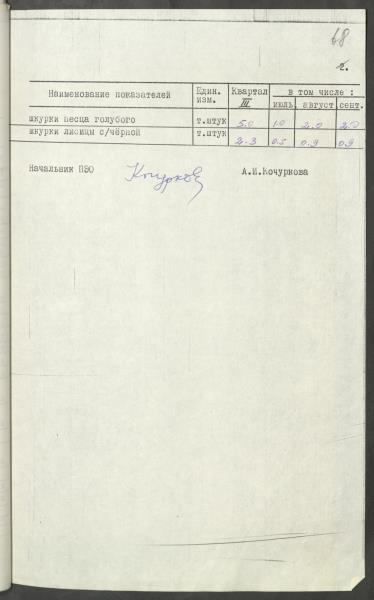 68
2.
Наименование показателей Един. изм. Квартал III в том числе : июль, август, сент.
шкурки песца голубого т.штук 5.0 1.0 2.0 2.0
шкурки лисицы с/чёрной т.штук 2.3 0.5 0.9 0.9
Начальник ПЭО Кочуркова А.И.Кочуркова